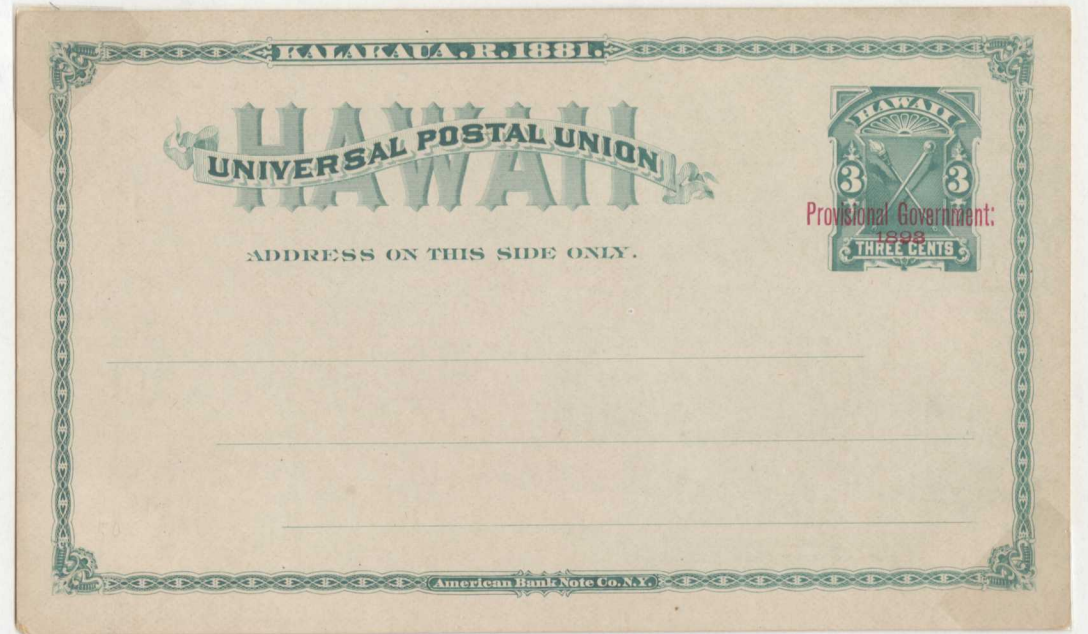 KALAKAUA.R.1881.
HAWAII
UNIVERSAL POSTAL UNION
HAWAII
3 3
Provisional Government:
1893
THREE CENTS
ADDRESS ON THIS SIDE ONLY.
American Bank Note Co. N.Y.